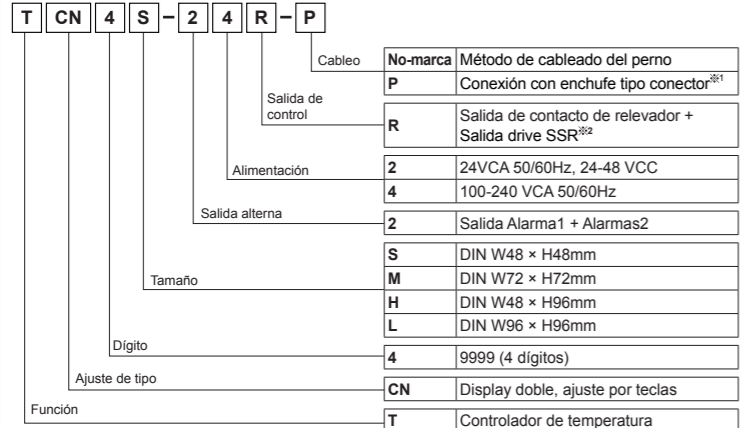 T CN 4 S - 2 4 R - P
Cableo
No-marca Método de cableado del perno
P Conexión con enchufe tipo conector※1
Salida de
control
R Salida de contacto de relevador +
Salida drive SSR※2
Alimentación
2 24VCA 50/60Hz, 24-48 VCC
4 100-240 VCA 50/60Hz
Salida alterna
2 Salida Alarma1 + Alarmas2
Tamaño
S DIN W48 × H48mm
M DIN W72 × H72mm
H DIN W48 × H96mm
L DIN W96 × H96mm
Dígito
4 9999 (4 dígitos)
Ajuste de tipo
CN Display doble, ajuste por teclas
Función
T Controlador de temperatura